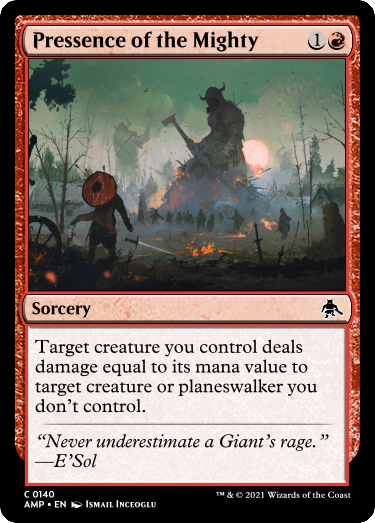 Pressence of the Mighty 1
Sorcery
Target creature you control deals
damage equal to its mana value to
target creature or planeswalker you
don't control.
"Never underestimate a Giant's rage."
—E'Sol
C 0140
AMP • EN Ismail Inceoglu ™ & © 2021 Wizards of the Coast